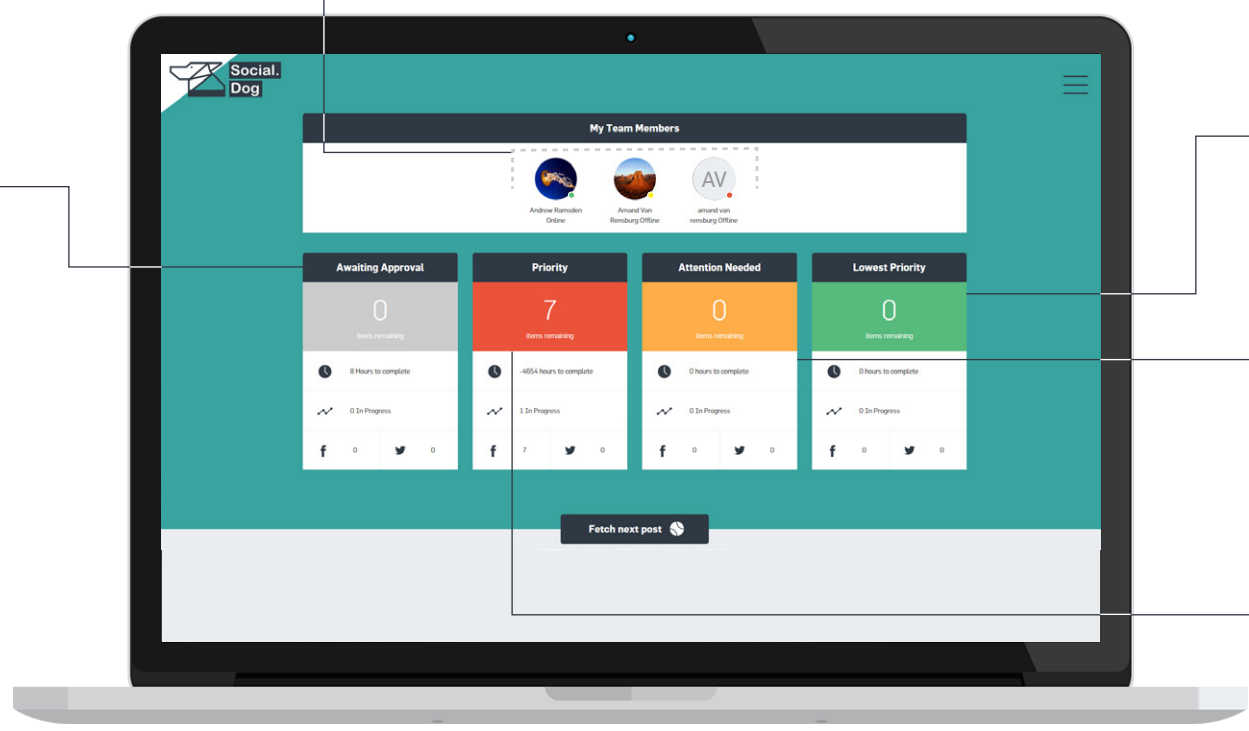 Social.
Dog
My Team Members
AV
Andrew Ramsden
Online
Amand Van
Rensburg Offline
amand van
rensburg Offline
Awaiting Approval
0
items remaining
8 Hours to complete
0 In Progress
0 0
Priority
7
items remaining
-4654 hours to complete
1 In Progress
7 0
Attention Needed
0
items remaining
0 hours to complete
0 In Progress
0 0
Lowest Priority
0
items remaining
0 hours to complete
0 In Progress
0 0
Fetch next post